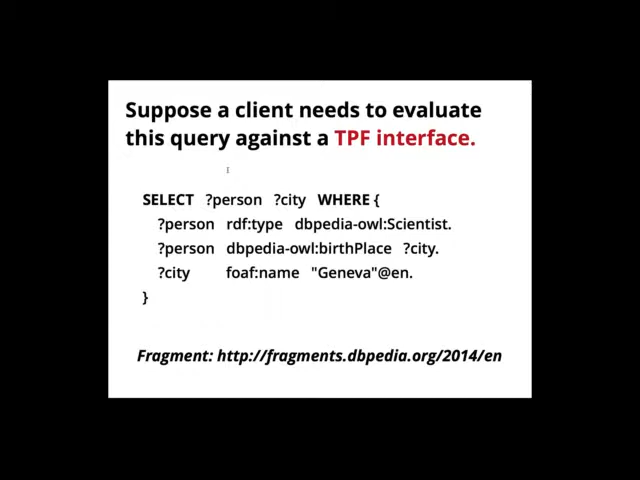 Suppose a client needs to evaluate
this query against a TPF interface.
SELECT ?person ?city WHERE {
?person rdf:type dbpedia-owl:Scientist.
?person dbpedia-owl:birthPlace ?city.
?city foaf:name "Geneva"@en.
}
Fragment: http://fragments.dbpedia.org/2014/en